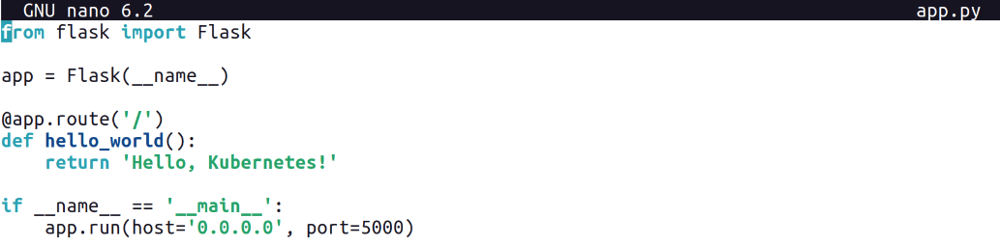 GNU nano 6.2 app.py
from flask import Flask
app = Flask(__name__)
@app.route('/')
def hello_world():
    return 'Hello, Kubernetes!'
if __name__ == '__main__':
    app.run(host='0.0.0.0', port=5000)